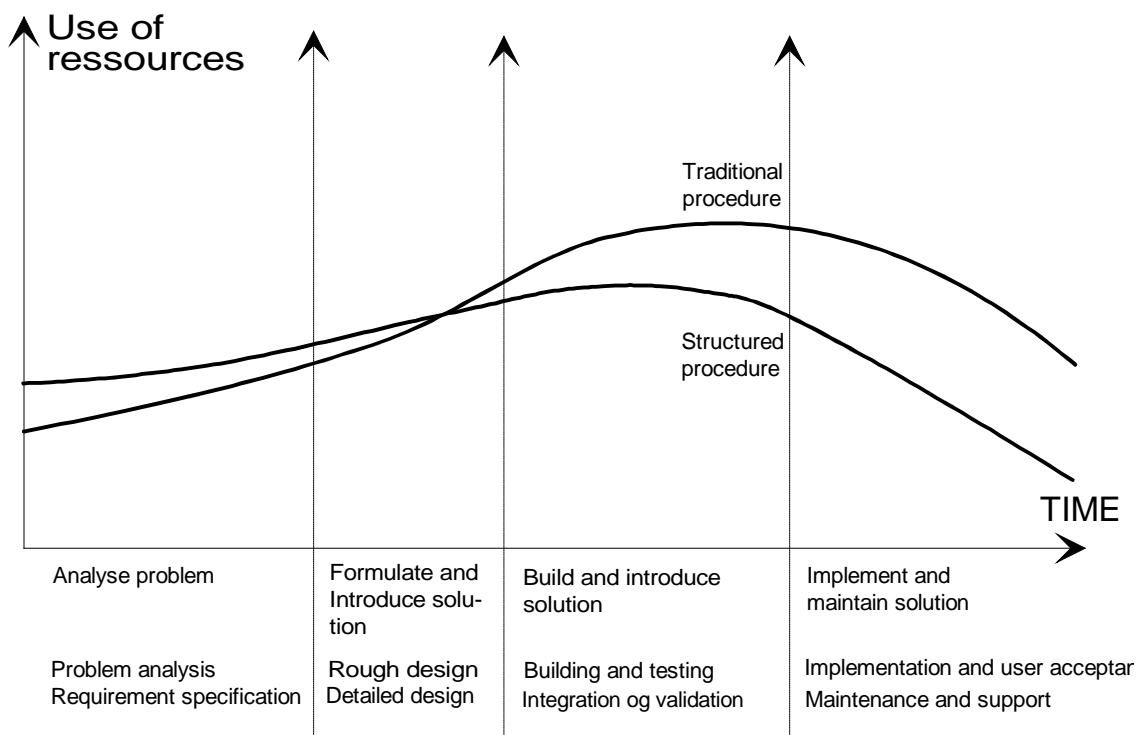 Use of
ressources
Traditional
procedure
Structured
procedure
TIME
Analyse problem
Formulate and
Introduce solu-
tion
Build and introduce
solution
Implement and
maintain solution
Problem analysis
Requirement specification
Rough design
Detailed design
Building and testing
Integration og validation
Implementation and user acceptan
Maintenance and support